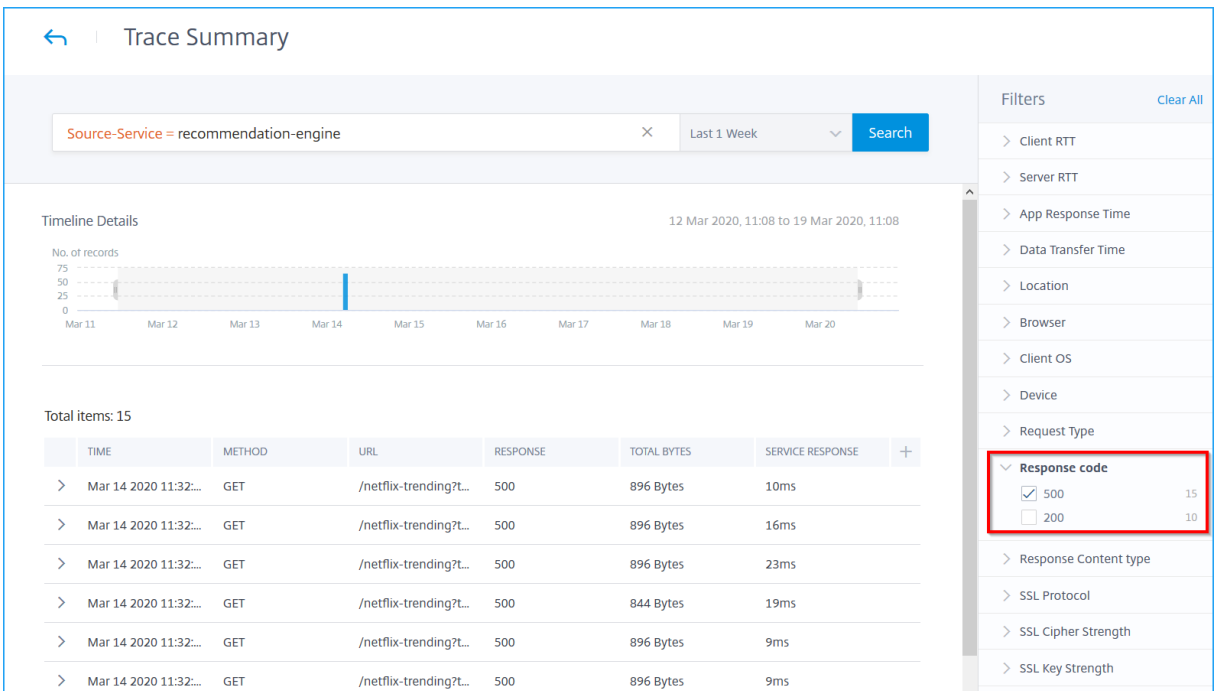 Trace Summary
Source-Service = recommendation-engine
Last 1 Week
Search
Timeline Details
12 Mar 2020, 11:08 to 19 Mar 2020, 11:08
No. of records
75
50
25
0
Mar 11 Mar 12 Mar 13 Mar 14 Mar 15 Mar 16 Mar 17 Mar 18 Mar 19 Mar 20
Total items: 15
TIME METHOD URL RESPONSE TOTAL BYTES SERVICE RESPONSE
Mar 14 2020 11:32:... GET /netflix-trending?t... 500 896 Bytes 10ms
Mar 14 2020 11:32:... GET /netflix-trending?t... 500 896 Bytes 16ms
Mar 14 2020 11:32:... GET /netflix-trending?t... 500 896 Bytes 23ms
Mar 14 2020 11:32:... GET /netflix-trending?t... 500 844 Bytes 19ms
Mar 14 2020 11:32:... GET /netflix-trending?t... 500 896 Bytes 9ms
Mar 14 2020 11:32:... GET /netflix-trending?t... 500 896 Bytes 9ms
Filters Clear All
Client RTT
Server RTT
App Response Time
Data Transfer Time
Location
Browser
Client OS
Device
Request Type
Response code
500 15
200 10
Response Content type
SSL Protocol
SSL Cipher Strength
SSL Key Strength